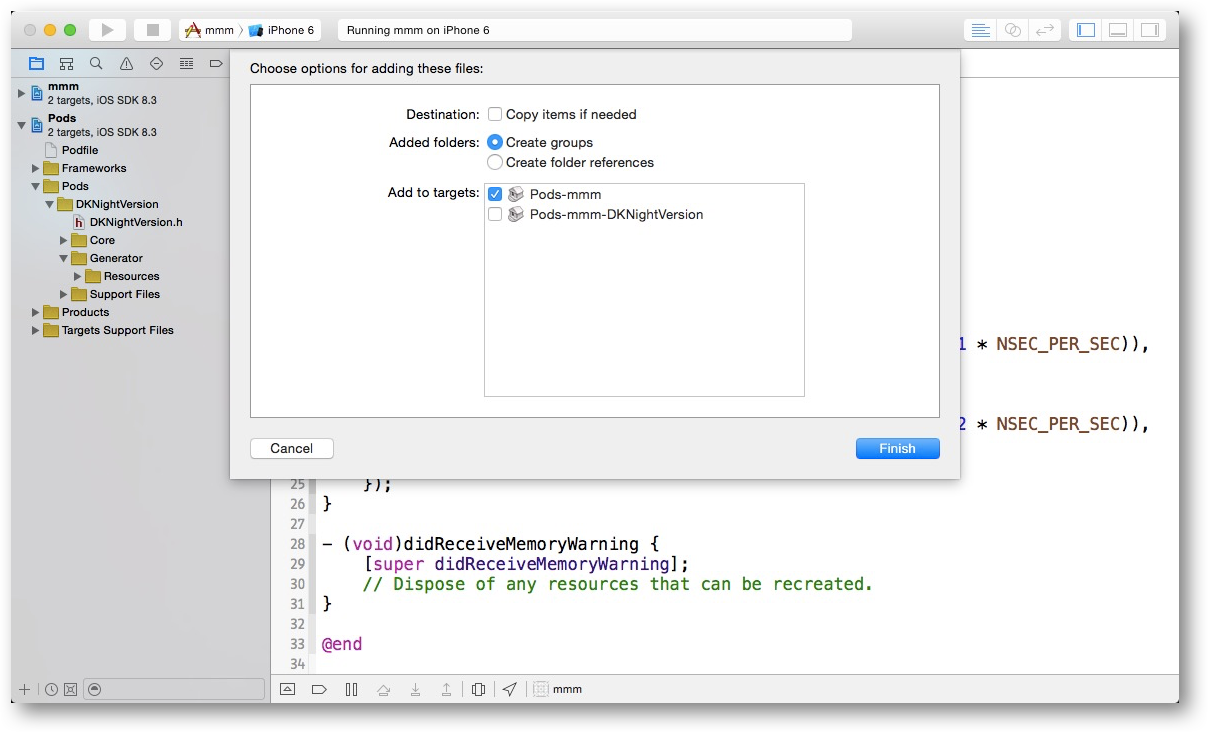 mmm
iPhone 6
Running mmm on iPhone 6
mmm
2 targets, iOS SDK 8.3
Pods
2 targets, iOS SDK 8.3
Podfile
Frameworks
Pods
DKNightVersion
h DKNightVersion.h
Core
Generator
Resources
Support Files
Products
Targets Support Files
Choose options for adding these files:
Destination: Copy items if needed
Added folders: Create groups
Create folder references
Add to targets: Pods-mmm
Pods-mmm-DKNightVersion
Cancel
Finish
1 * NSEC_PER_SEC)),
2 * NSEC_PER_SEC)),
25 });
26 }
27
28 - (void)didReceiveMemoryWarning {
29 [super didReceiveMemoryWarning];
30 // Dispose of any resources that can be recreated.
31 }
32
33 @end
34
mmm